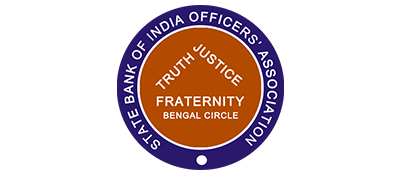 STATE BANK OF INDIA OFFICERS' ASSOCIATION
TRUTH JUSTICE
FRATERNITY
BENGAL CIRCLE